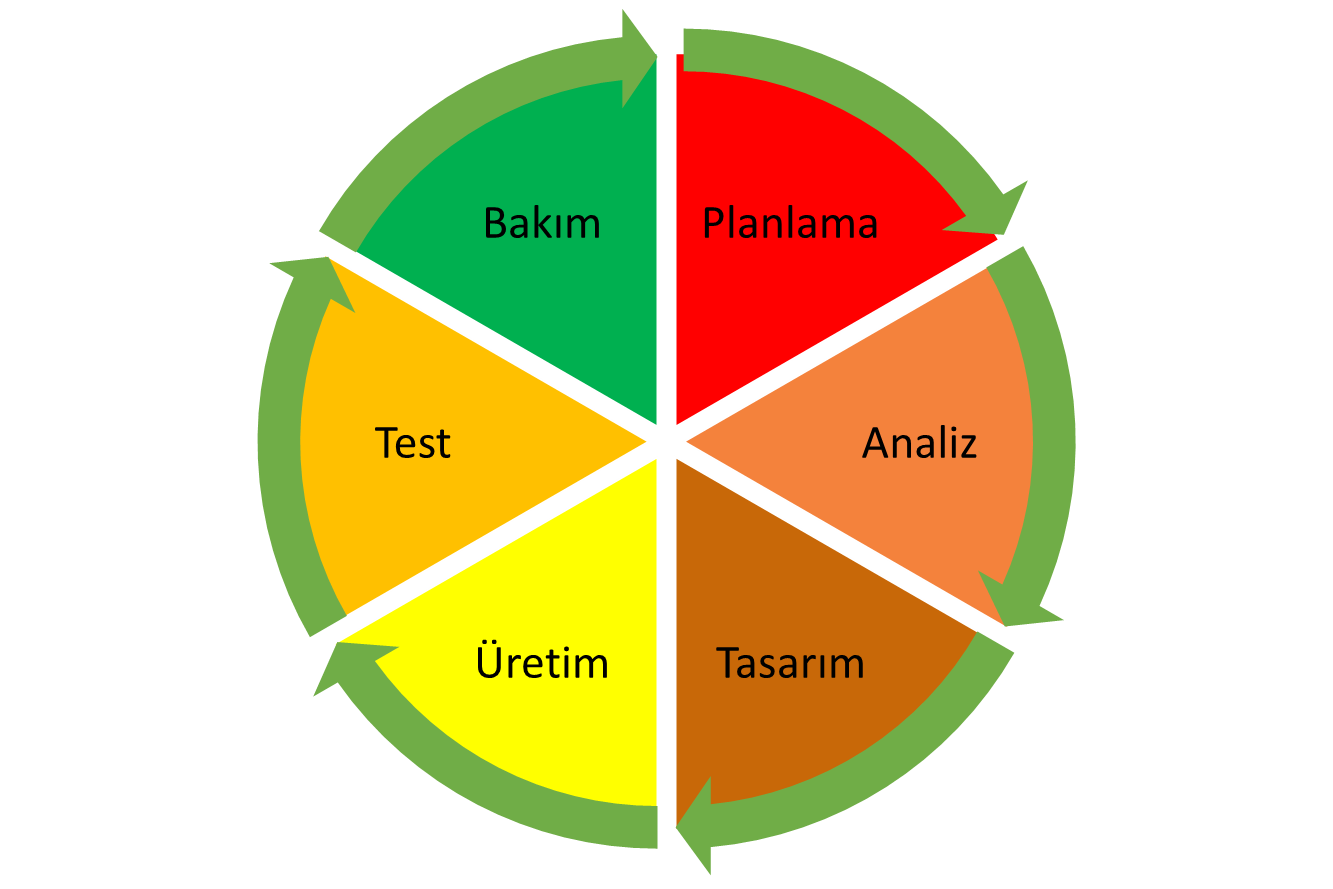 Bakım
Planlama
Test
Analiz
Üretim
Tasarım